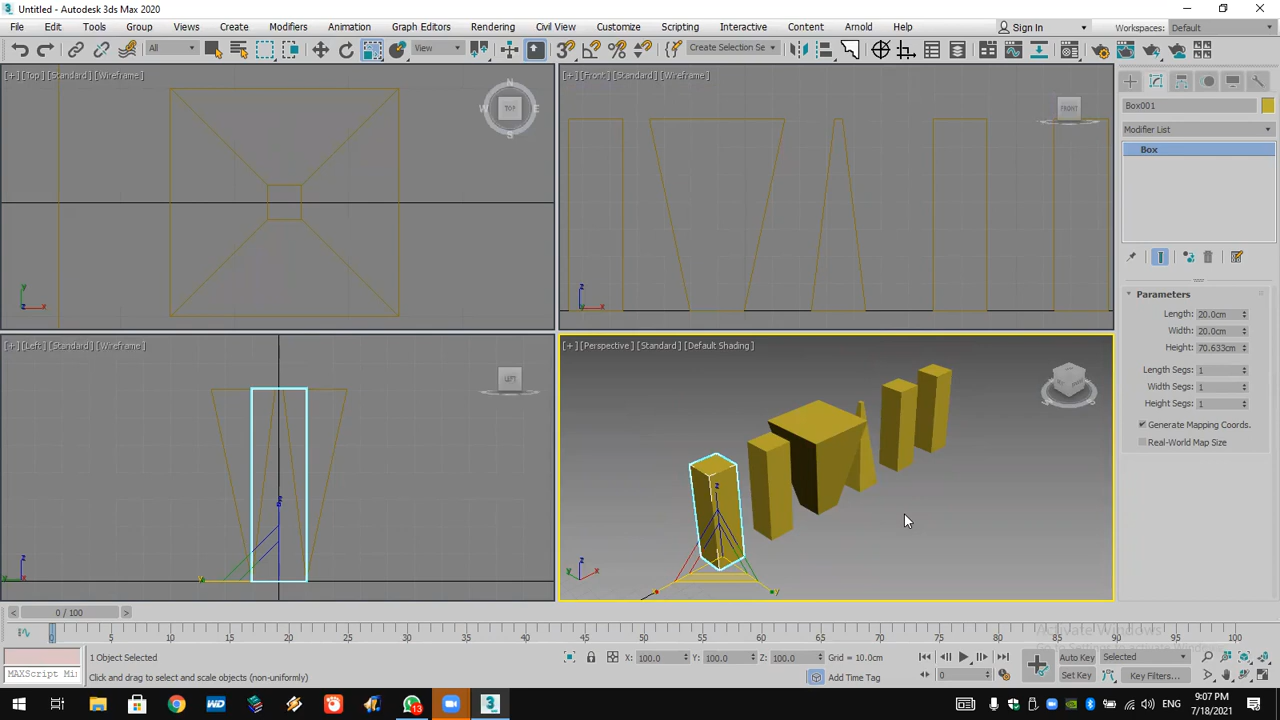 Untitled - Autodesk 3ds Max 2020
File Edit Tools Group Views Create Modifiers Animation Graph Editors Rendering Civil View Customize Scripting Interactive Content Arnold Help Sign In Workspaces: Default
All View Create Selection Se
[+] [Top] [Standard] [Wireframe]
N
W TOP E
S
y
z x
[+] [Front] [Standard] [Wireframe]
FRONT
z
x
[+] [Left] [Standard] [Wireframe]
LEFT
z
y
[+] [Perspective] [Standard] [Default Shading]
z
y x
Box001
Modifier List
Box
Parameters
Length: 20.0cm
Width: 20.0cm
Height: 70.633cm
Length Segs: 1
Width Segs: 1
Height Segs: 1
Generate Mapping Coords.
Real-World Map Size
< 0 / 100 >
0 5 10 15 20 25 30 35 40 45 50 55 60 65 70 75 80 85 90 95 100
Activate Windows
1 Object Selected X: 100.0 Y: 100.0 Z: 100.0 Grid = 10.0cm Auto Key Selected
MAXScript Mi Click and drag to select and scale objects (non-uniformly) Add Time Tag 0 Set Key Key Filters...
WD 13 3 9:07 PM
7/18/2021